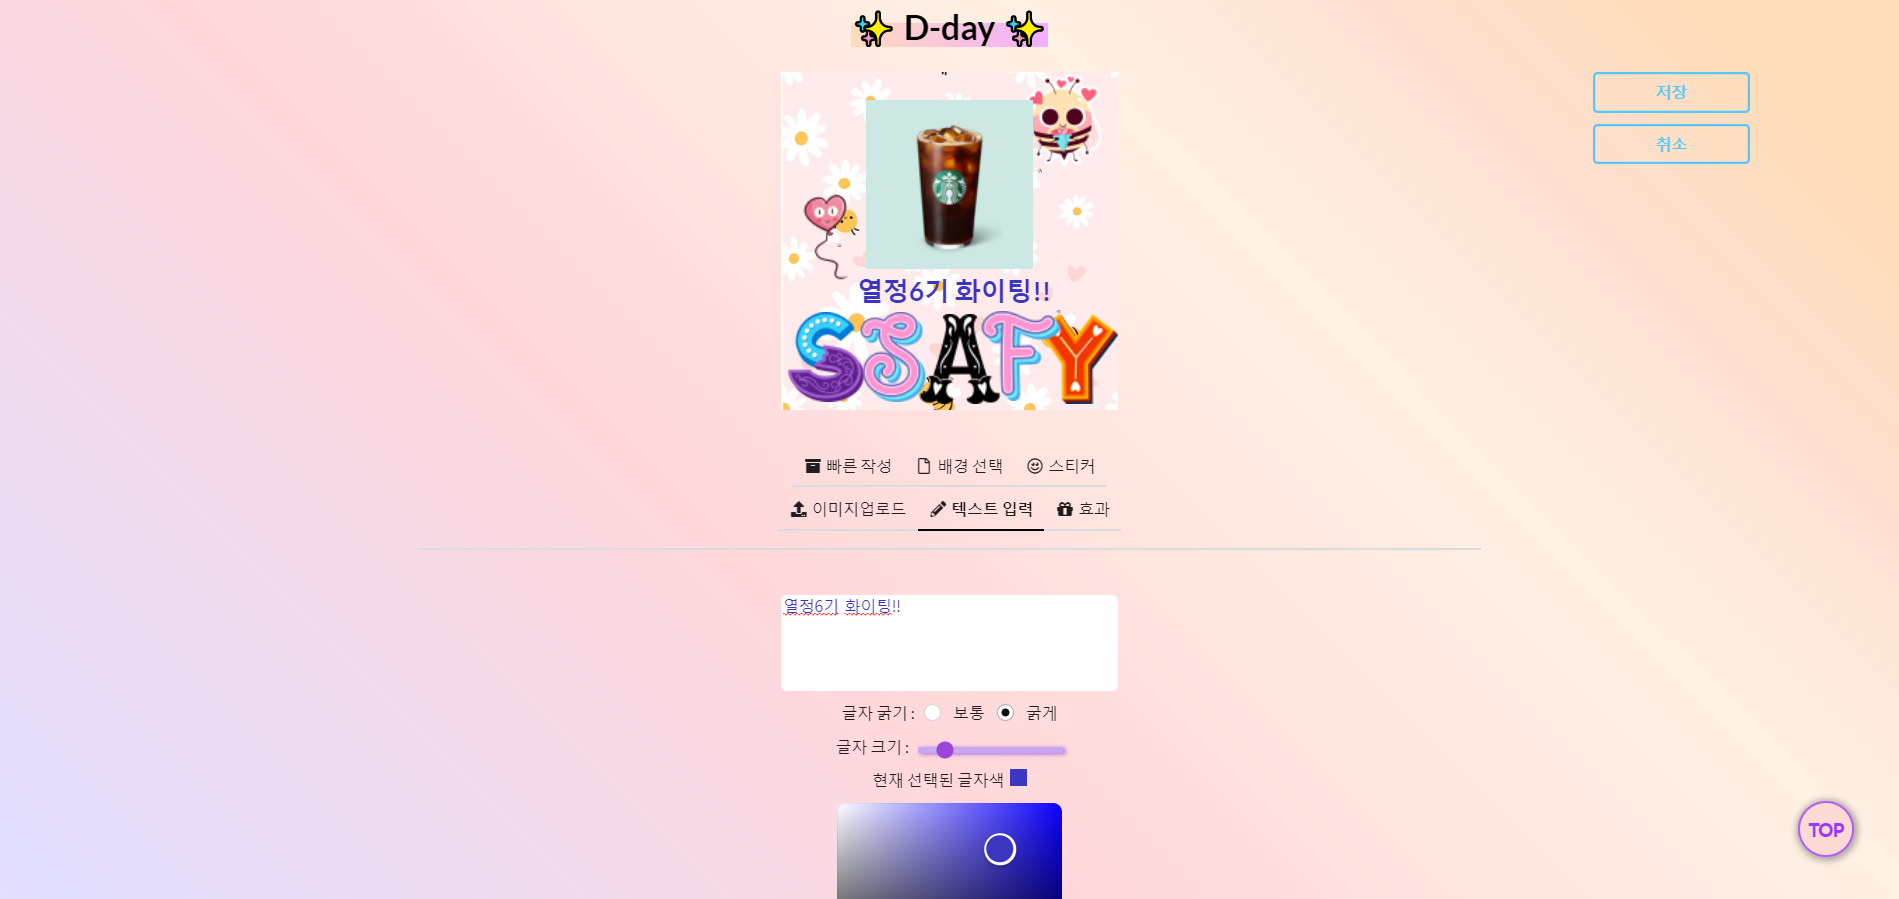 ✨ D-day ✨
저장
취소
열정6기 화이팅!!
SSAFY
빠른 작성 배경 선택 스티커
이미지업로드 텍스트 입력 효과
열정6기 화이팅!!
글자 굵기 : 보통 굵게
글자 크기 :
현재 선택된 글자색
TOP